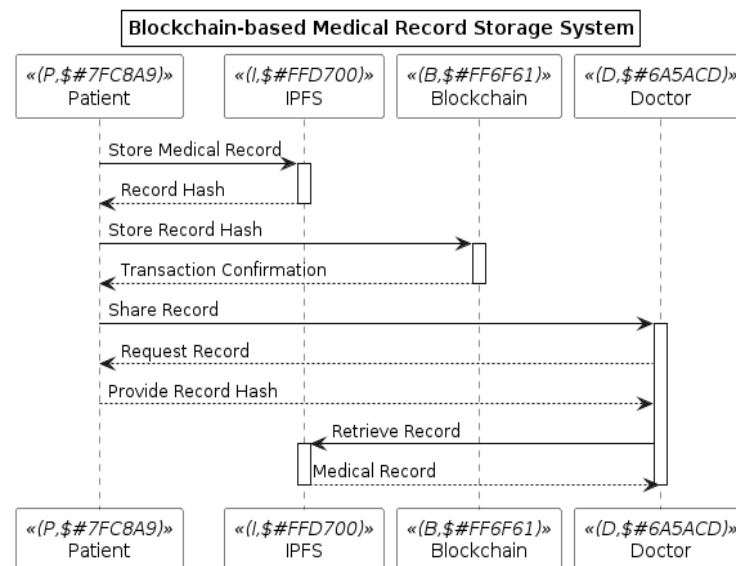 Blockchain-based Medical Record Storage System
«(P,$#7FC8A9)» «(I,$#FFD700)» «(B,$#FF6F61)» «(D,$#6A5ACD)»
Patient IPFS Blockchain Doctor
Store Medical Record
Record Hash
Store Record Hash
Transaction Confirmation
Share Record
Request Record
Provide Record Hash
Retrieve Record
Medical Record
«(P,$#7FC8A9)» «(I,$#FFD700)» «(B,$#FF6F61)» «(D,$#6A5ACD)»
Patient IPFS Blockchain Doctor